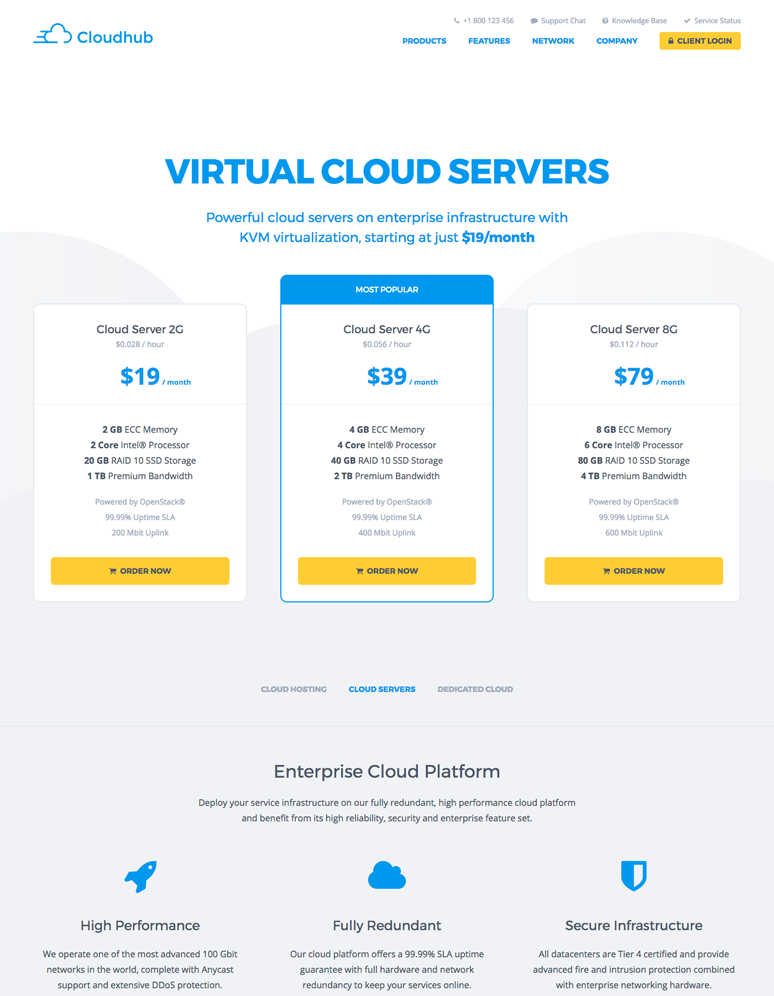 +1 800 123 456 Support Chat Knowledge Base Service Status
Cloudhub
PRODUCTS FEATURES NETWORK COMPANY CLIENT LOGIN
VIRTUAL CLOUD SERVERS
Powerful cloud servers on enterprise infrastructure with
KVM virtualization, starting at just $19/month
Cloud Server 2G
$0.028 / hour
$19 / month
2 GB ECC Memory
2 Core Intel® Processor
20 GB RAID 10 SSD Storage
1 TB Premium Bandwidth
Powered by OpenStack®
99.99% Uptime SLA
200 Mbit Uplink
ORDER NOW
MOST POPULAR
Cloud Server 4G
$0.056 / hour
$39 / month
4 GB ECC Memory
4 Core Intel® Processor
40 GB RAID 10 SSD Storage
2 TB Premium Bandwidth
Powered by OpenStack®
99.99% Uptime SLA
400 Mbit Uplink
ORDER NOW
Cloud Server 8G
$0.112 / hour
$79 / month
8 GB ECC Memory
6 Core Intel® Processor
80 GB RAID 10 SSD Storage
4 TB Premium Bandwidth
Powered by OpenStack®
99.99% Uptime SLA
600 Mbit Uplink
ORDER NOW
CLOUD HOSTING CLOUD SERVERS DEDICATED CLOUD
Enterprise Cloud Platform
Deploy your service infrastructure on our fully redundant, high performance cloud platform
and benefit from its high reliability, security and enterprise feature set.
High Performance
We operate one of the most advanced 100 Gbit
networks in the world, complete with Anycast
support and extensive DDoS protection.
Fully Redundant
Our cloud platform offers a 99.99% SLA uptime
guarantee with full hardware and network
redundancy to keep your services online.
Secure Infrastructure
All datacenters are Tier 4 certified and provide
advanced fire and intrusion protection combined
with enterprise networking hardware.